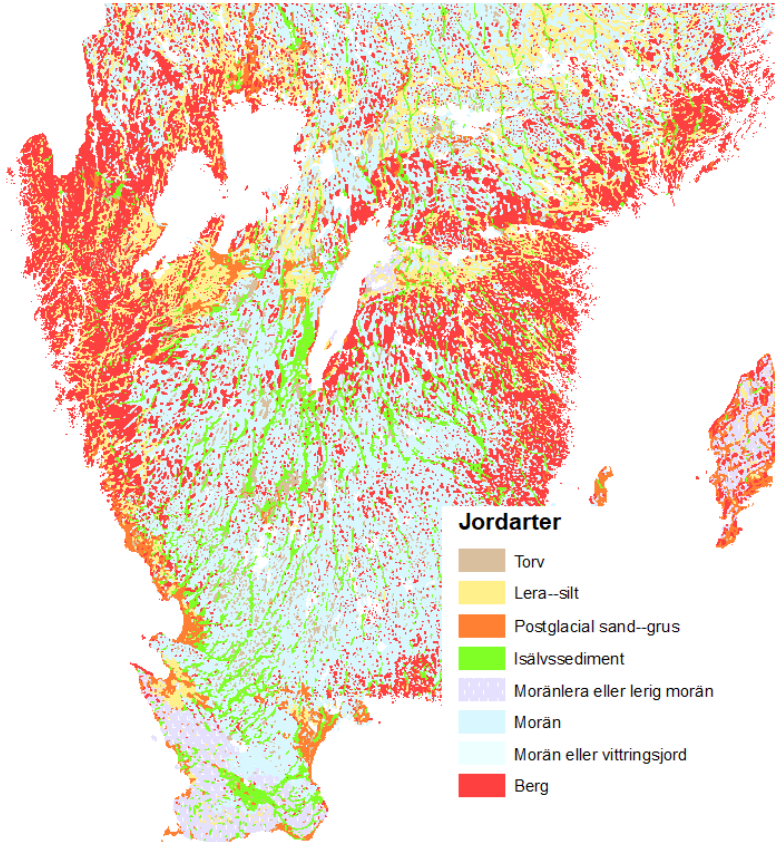 Jordarter
Torv
Lera--silt
Postglacial sand--grus
Isälvssediment
Moränlera eller lerig morän
Morän
Morän eller vittringsjord
Berg